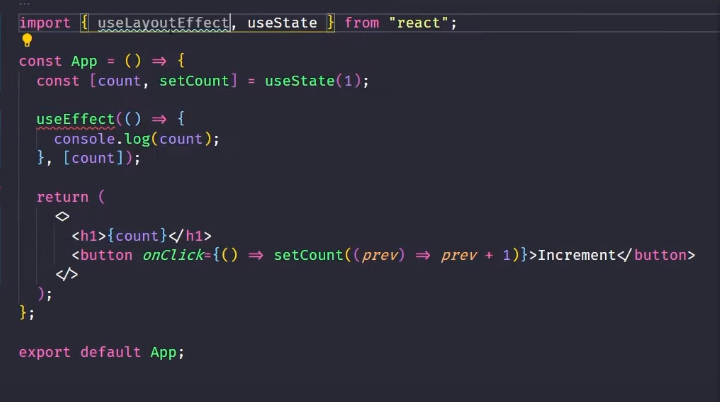 import { useLayoutEffect, useState } from "react";
const App = () => {
const [count, setCount] = useState(1);
useEffect(() => {
console.log(count);
}, [count]);
return (
<>
<h1>{count}</h1>
<button onClick={() => setCount((prev) => prev + 1)}>Increment</button>
</>
);
};
export default App;